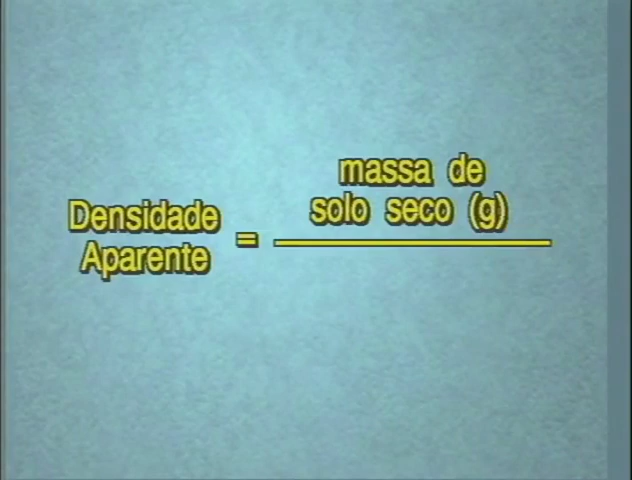 massa de
solo seco (g)
Densidade
Aparente =